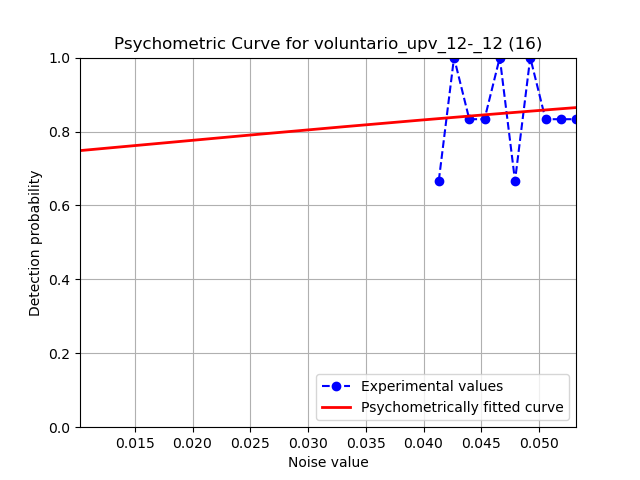 Psychometric Curve for voluntario_upv_12-_12 (16)
1.0
0.8
0.6
0.4
0.2
0.0
Detection probability
0.015 0.020 0.025 0.030 0.035 0.040 0.045 0.050
Noise value
Experimental values
Psychometrically fitted curve